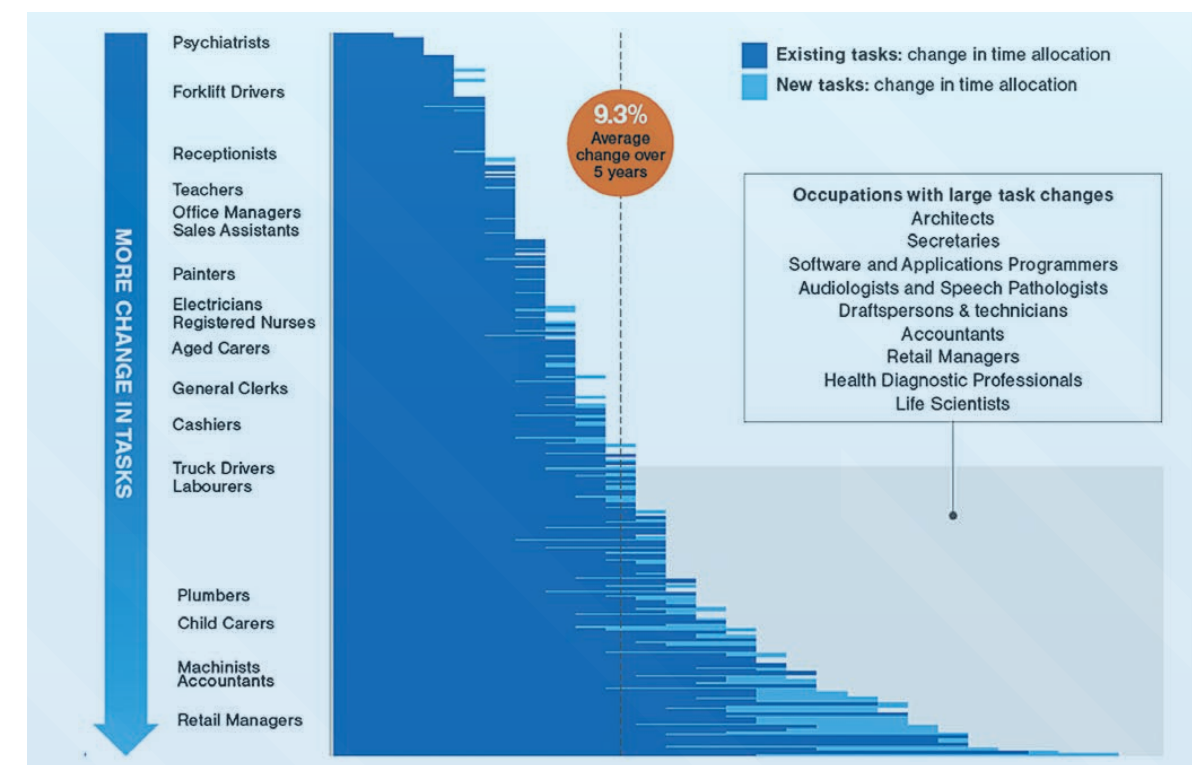 MORE CHANGE IN TASKS
Psychiatrists
Forklift Drivers
Receptionists
Teachers
Office Managers
Sales Assistants
Painters
Electricians
Registered Nurses
Aged Carers
General Clerks
Cashiers
Truck Drivers
Labourers
Plumbers
Child Carers
Machinists
Accountants
Retail Managers
9.3%
Average
change over
5 years
Existing tasks: change in time allocation
New tasks: change in time allocation
Occupations with large task changes
Architects
Secretaries
Software and Applications Programmers
Audiologists and Speech Pathologists
Draftspersons & technicians
Accountants
Retail Managers
Health Diagnostic Professionals
Life Scientists